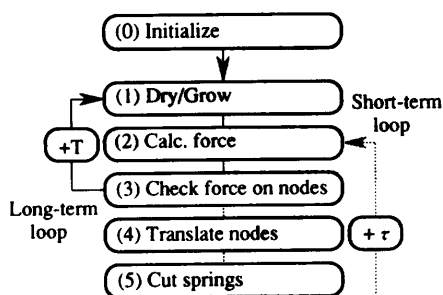 (0) Initialize
(1) Dry/Grow
Short-term
loop
+T
(2) Calc. force
(3) Check force on nodes
Long-term
loop
(4) Translate nodes
+ τ
(5) Cut springs